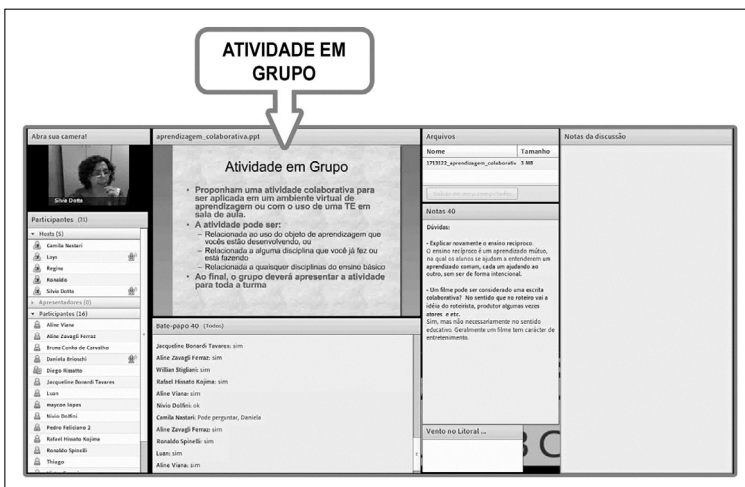 ATIVIDADE EM
GRUPO
Abra sua camera!
Silvia Dotta
Participantes (21)
Hosts (5)
Camila Nastari
Lays
Regina
Ronaldo
Silvia Dotta
Apresentadores (0)
Participantes (16)
Aline Viana
Aline Zavagli Ferraz
Bruna Cunha de Carvalho
Daniela Brioschi
Diego Rissatto
Jacqueline Bonardi Tavares
Luan
maycon lopes
Nivio Dolfini
Pedro Feliciano 2
Rafael Hissato Kojima
Ronaldo Spinelli
Thiago
aprendizagem_colaborativa.ppt
Atividade em Grupo
• Proponham uma atividade colaborativa para
ser aplicada em um ambiente virtual de
aprendizagem ou com o uso de uma TE em
sala de aula.
• A atividade pode ser:
– Relacionada ao uso do objeto de aprendizagem que
vocês estão desenvolvendo, ou
– Relacionada a alguma disciplina que você já fez ou
está fazendo
– Relacionada a quaisquer disciplinas do ensino básico
• Ao final, o grupo deverá apresentar a atividade
para toda a turma
Bate-papo 40 (Todos)
Jacqueline Bonardi Tavares: sim
Aline Zavagli Ferraz: sim
Willian Stigliani: sim
Rafael Hissato Kojima: sim
Aline Viana: sim
Nivio Dolfini: ok
Camila Nastari: Pode perguntar, Daniela
Aline Zavagli Ferraz: sim
Ronaldo Spinelli: sim
Luan: sim
Aline Viana: sim
Arquivos
Nome Tamanho
1713122_aprendizagem_colaborativ 3 MB
Notas 40
Dúvidas:
• Explicar novamente o ensino recíproco.
O ensino recíproco é um aprendizado mútuo,
na qual os alunos se ajudam a entenderem um
aprendizado comum, cada um ajudando ao
outro, sem ser de forma intencional.
• Um filme pode ser considerado uma escrita
colaborativa? No sentido que no roteiro vai a
idéia do roteirista, produtor algumas vezes
atores e etc.
Sim, mas não necessariamente no sentido
educativo. Geralmente um filme tem carácter de
entretenimento.
Vento no Litoral ...
Notas da discussão